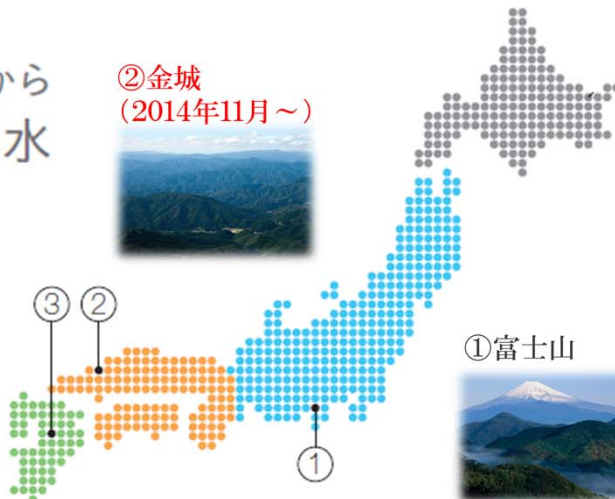 から
水
②金城
（2014年11月～）
③
②
①富士山
①